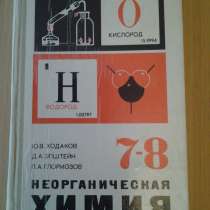 О
КИСЛОРОД
Н
ВОДОРОД
Ю.В. ХОДАКОВ
Д.А. ЭПШТЕЙН
П.А. ГЛОРИОЗОВ
7-8
НЕОРГАНИЧЕСКАЯ
ХИМИЯ